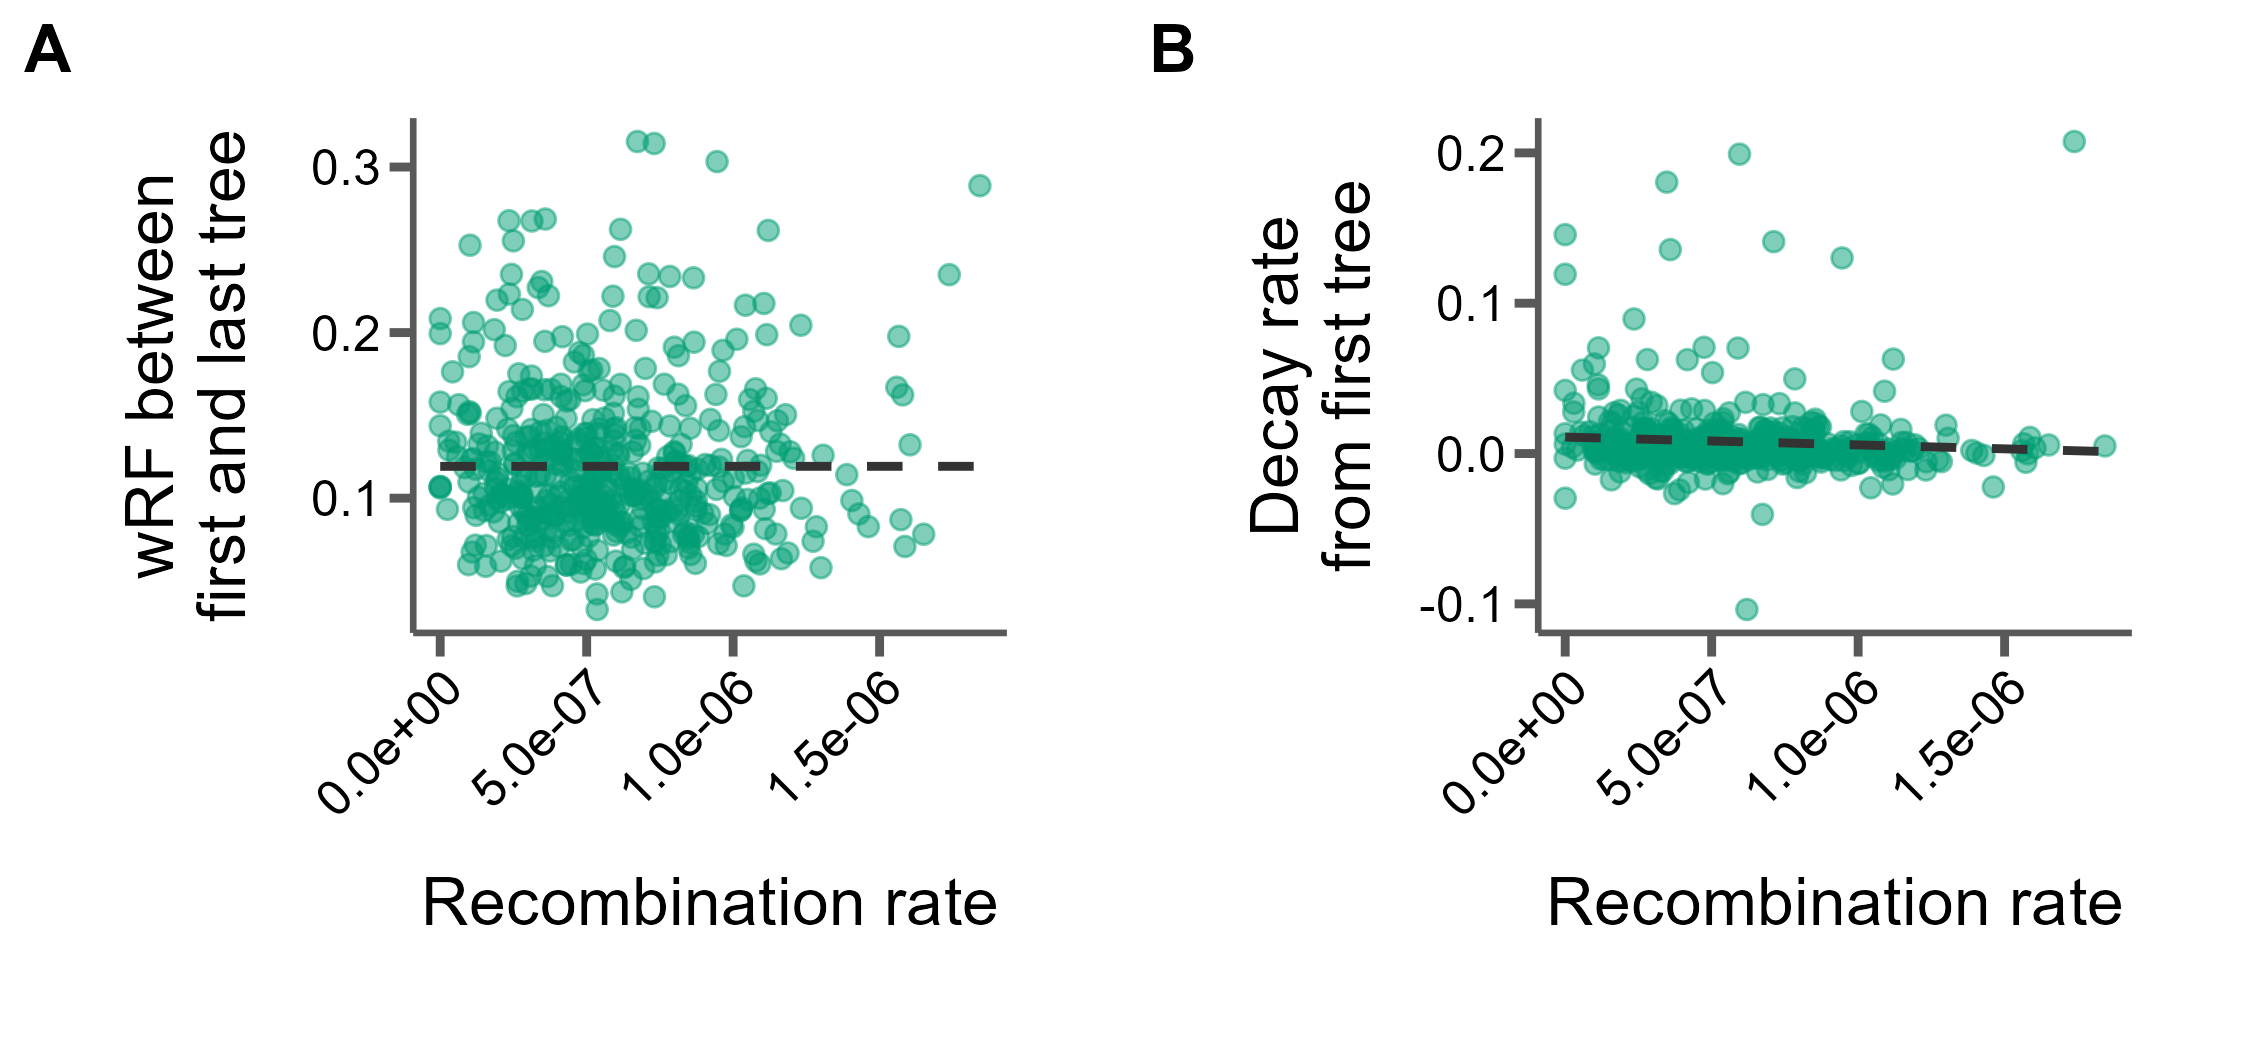 A
wRF between
first and last tree
0.3
0.2
0.1
0.0e+00
5.0e-07
1.0e-06
1.5e-06
Recombination rate
B
Decay rate
from first tree
0.2
0.1
0.0
-0.1
0.0e+00
5.0e-07
1.0e-06
1.5e-06
Recombination rate